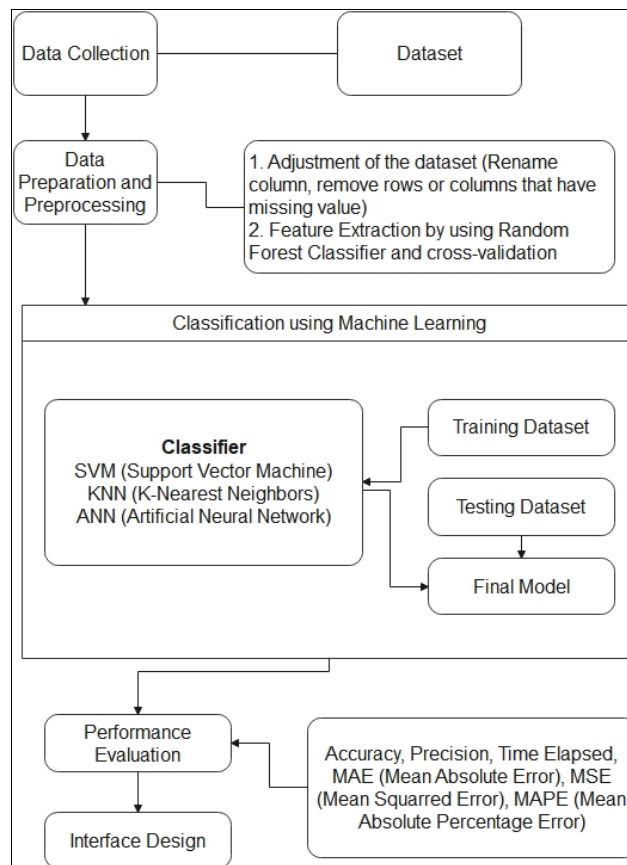 Data Collection
Dataset
Data
Preparation and
Preprocessing
1. Adjustment of the dataset (Rename
column, remove rows or columns that have
missing value)
2. Feature Extraction by using Random
Forest Classifier and cross-validation
Classification using Machine Learning
Classifier
SVM (Support Vector Machine)
KNN (K-Nearest Neighbors)
ANN (Artificial Neural Network)
Training Dataset
Testing Dataset
Final Model
Performance
Evaluation
Accuracy, Precision, Time Elapsed,
MAE (Mean Absolute Error), MSE
(Mean Squarred Error), MAPE (Mean
Absolute Percentage Error)
Interface Design